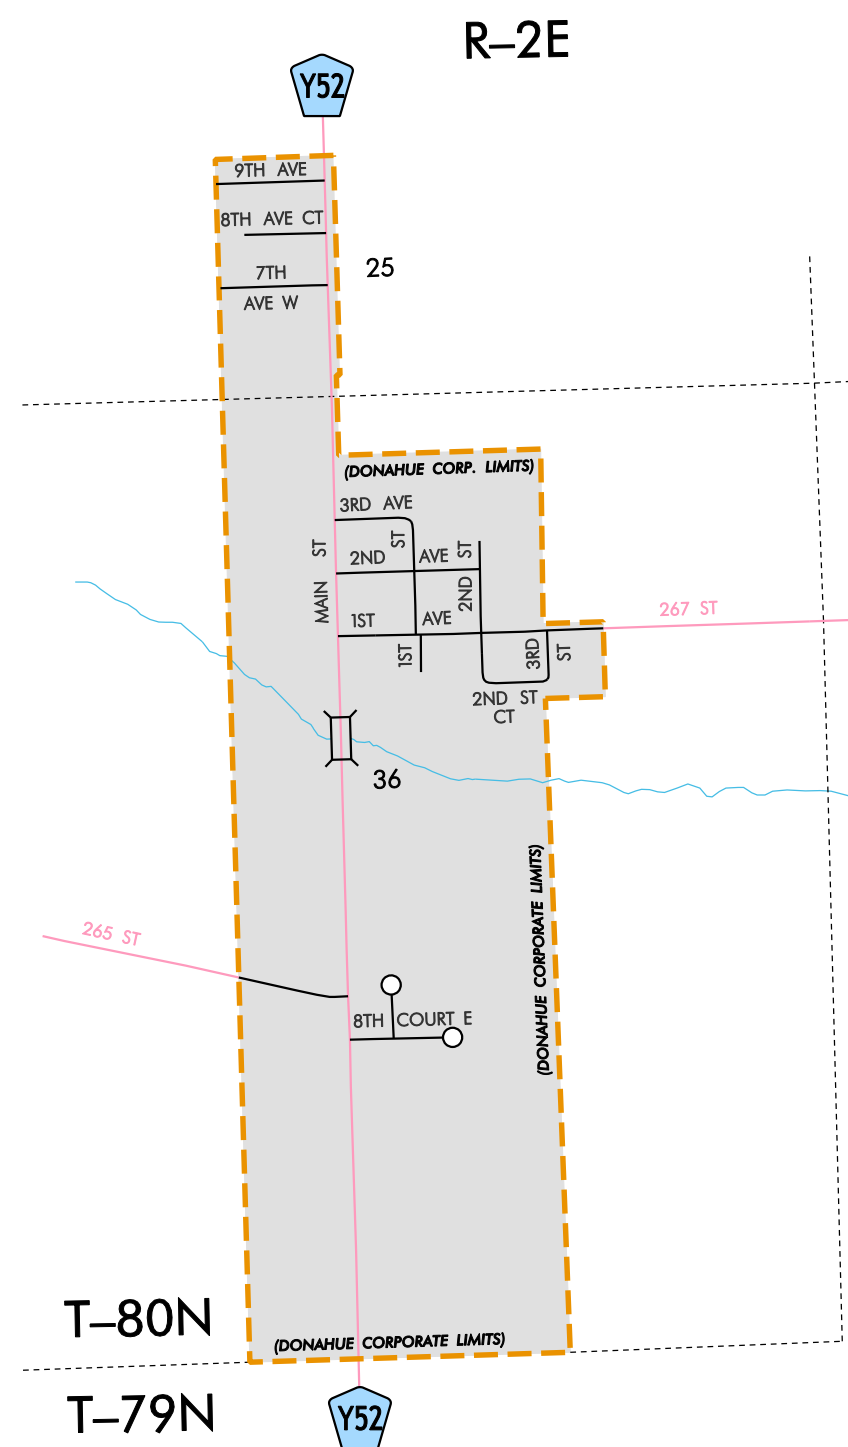 R–2E
Y52
9TH AVE
8TH AVE CT
25
7TH
AVE W
(DONAHUE CORP. LIMITS)
3RD AVE
ST
MAIN
ST
2ND
AVE
ST
2ND
1ST
AVE
267 ST
1ST
3RD
ST
2ND ST
CT
36
(DONAHUE CORPORATE LIMITS)
265 ST
8TH COURT E
T–80N
(DONAHUE CORPORATE LIMITS)
T–79N
Y52